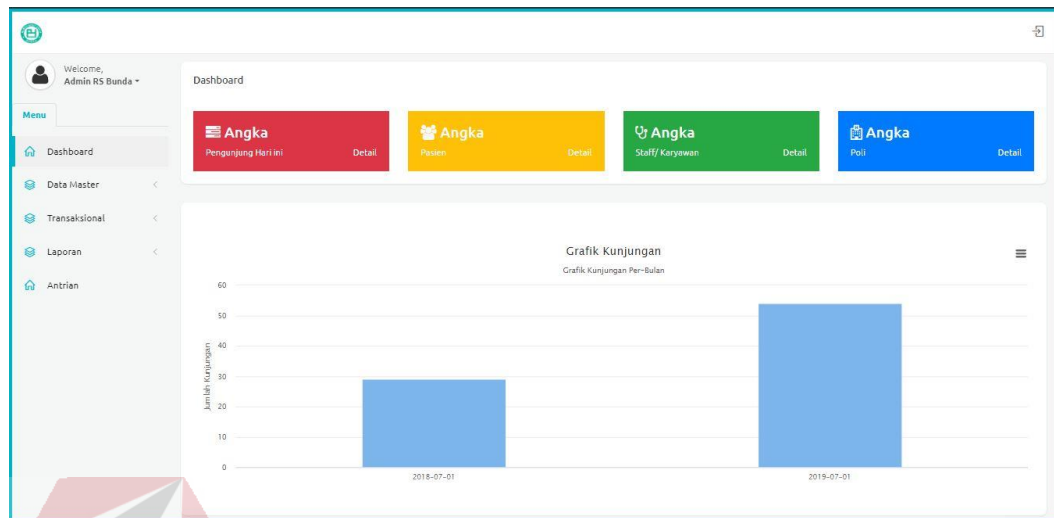 Welcome,
Admin RS Bunda
Menu
Dashboard
Data Master
Transaksional
Laporan
Antrian
Dashboard
Angka
Pengunjung Hari ini Detail
Angka
Pasien Detail
Angka
Staff/ Karyawan Detail
Angka
Poli Detail
Grafik Kunjungan
Grafik Kunjungan Per-Bulan
Jumlah Kunjungan
60
50
40
30
20
10
0
2018-07-01 2019-07-01